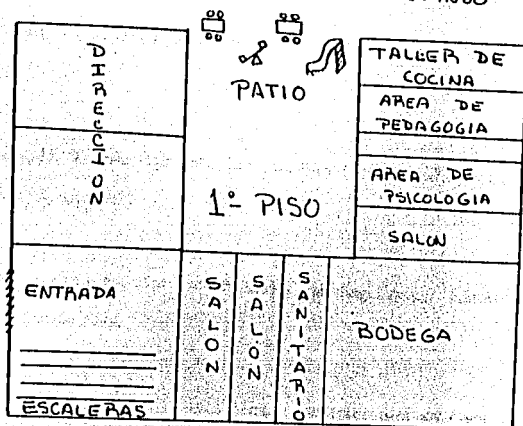 DIRECCION
PATIO
1º PISO
TALLER DE
COCINA
AREA DE
PEDAGOGIA
AREA DE
PSICOLOGIA
SALON
ENTRADA
ESCALERAS
SALON
SALON
SANITARIO
BODEGA